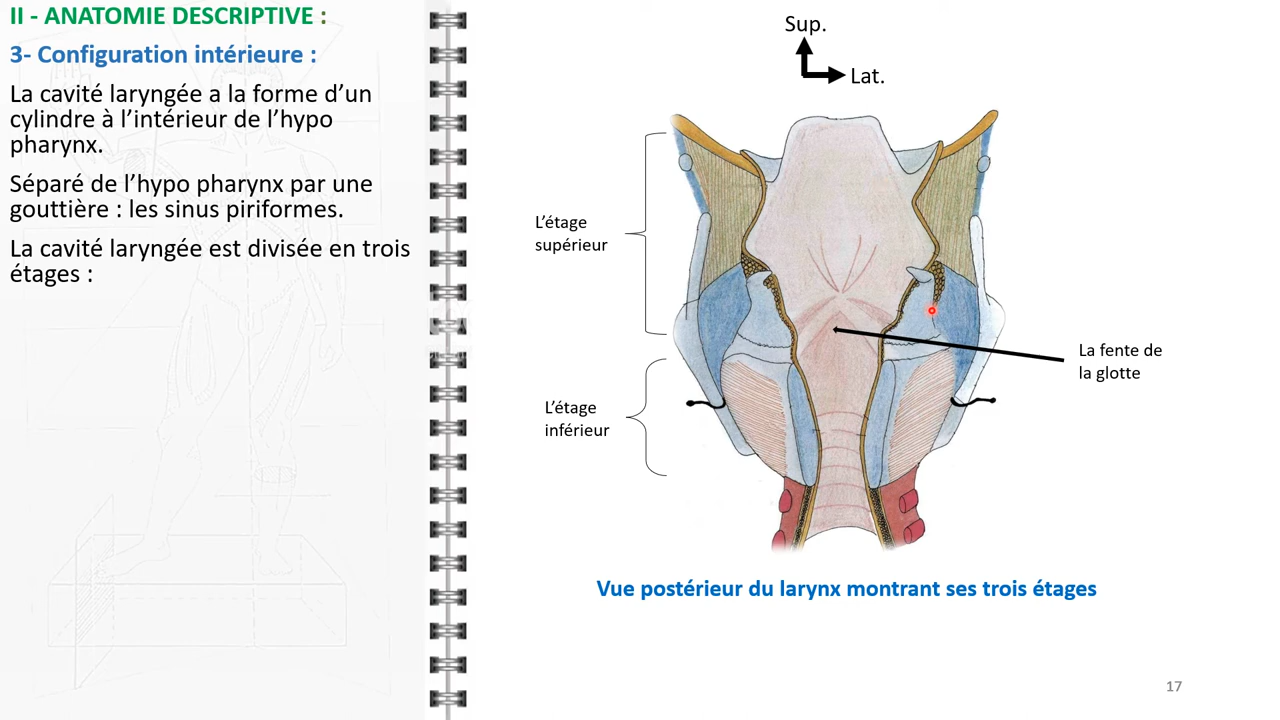 II - ANATOMIE DESCRIPTIVE :
3- Configuration intérieure :
La cavité laryngée a la forme d’un
cylindre à l’intérieur de l’hypo
pharynx.
Séparé de l’hypo pharynx par une
gouttière : les sinus piriformes.
La cavité laryngée est divisée en trois
étages :
Sup.
Lat.
L’étage
supérieur
La fente de
la glotte
L’étage
inférieur
Vue postérieur du larynx montrant ses trois étages
17